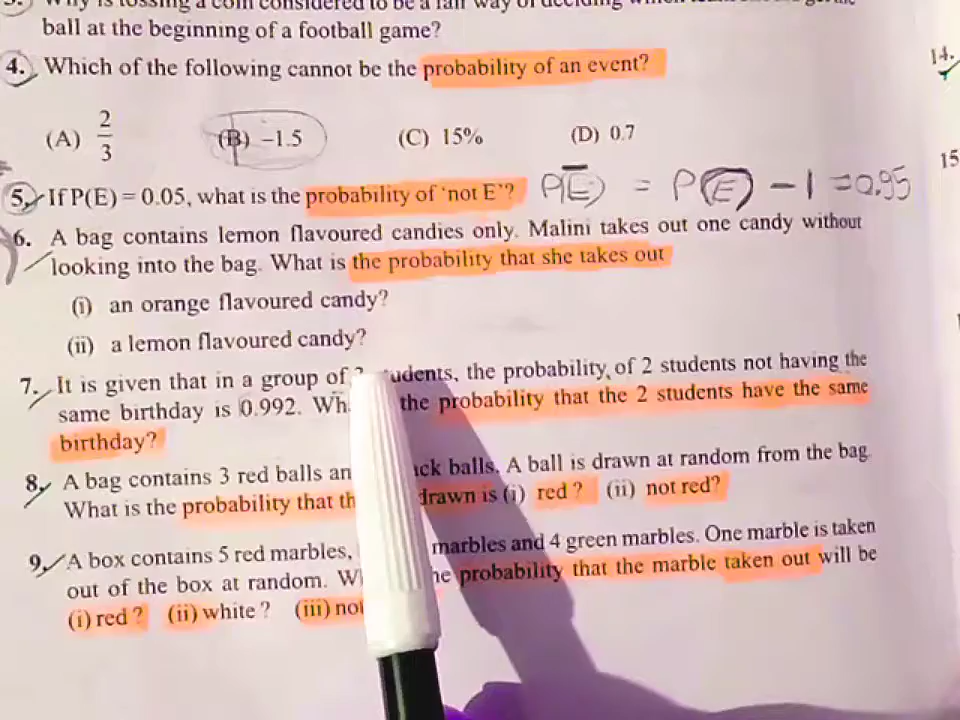 ball at the beginning of a football game?
4. Which of the following cannot be the probability of an event?
14.
(A) 2/3 (B) –1.5 (C) 15% (D) 0.7
15
5. If P(E) = 0.05, what is the probability of 'not E'? P(E̅) = P(E) - 1 = 0.95
6. A bag contains lemon flavoured candies only. Malini takes out one candy without
looking into the bag. What is the probability that she takes out
(i) an orange flavoured candy?
(ii) a lemon flavoured candy?
7. It is given that in a group of students, the probability of 2 students not having the
same birthday is 0.992. the probability that the 2 students have the same
birthday?
8. A bag contains 3 red balls balls. A ball is drawn at random from the bag.
What is the probability that drawn is (i) red ? (ii) not red?
9. A box contains 5 red marbles, marbles and 4 green marbles. One marble is taken
out of the box at random. probability that the marble taken out will be
(i) red ? (ii) white ? (iii)